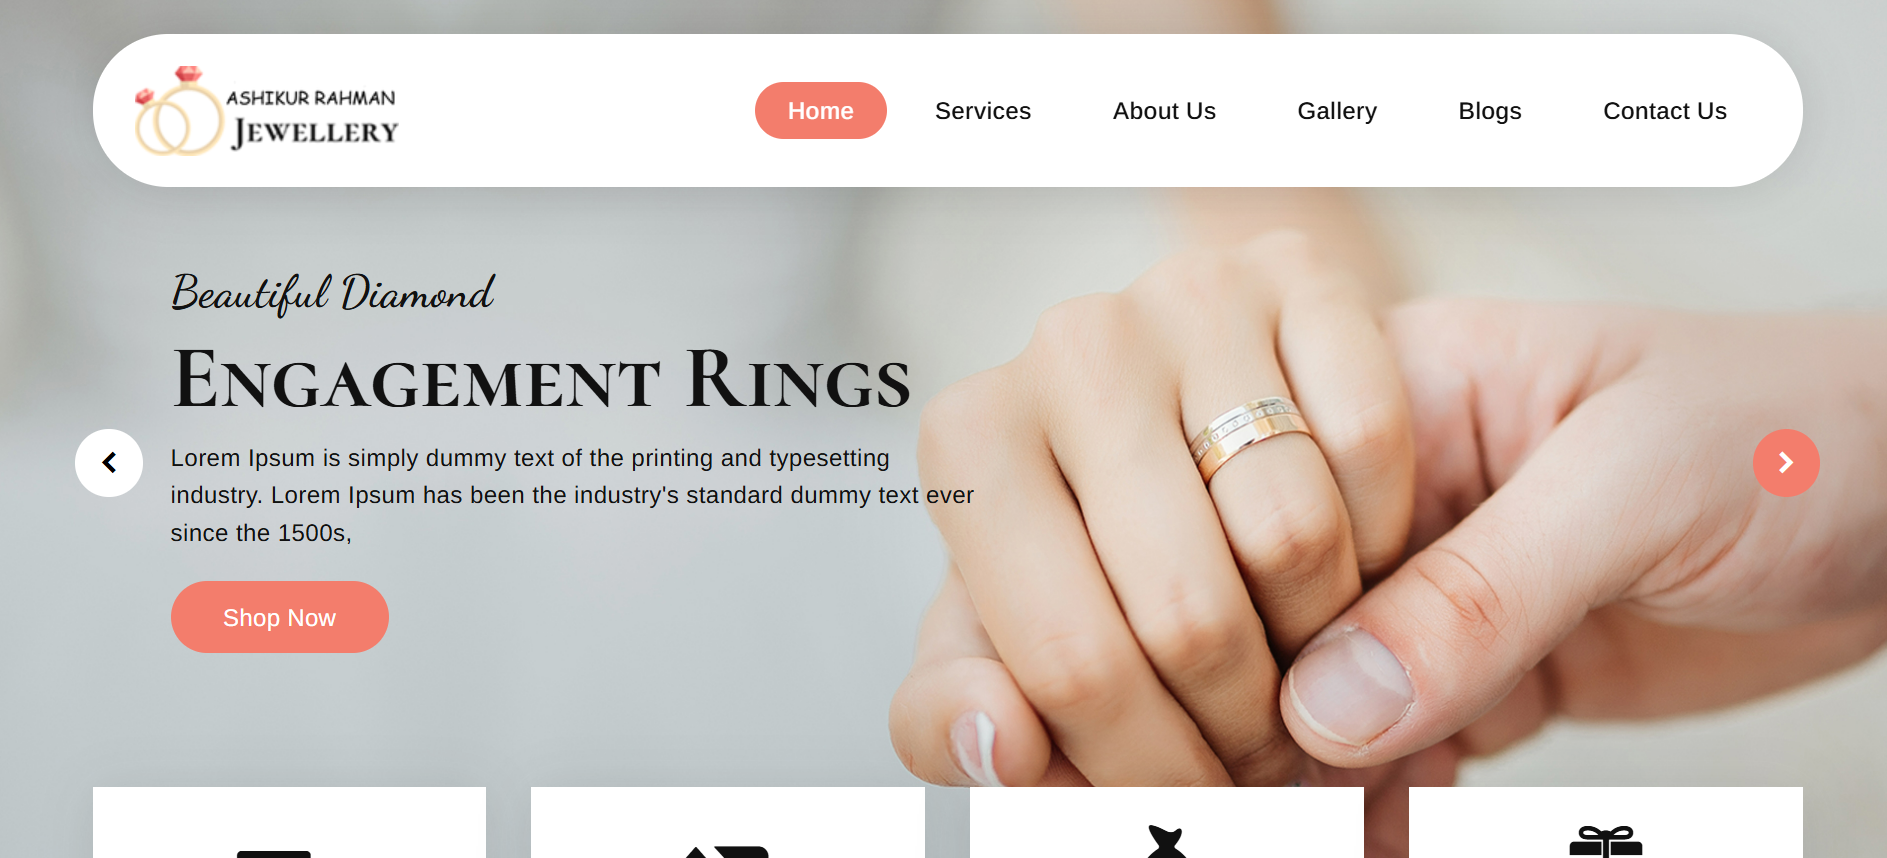 ASHIKUR RAHMAN
JEWELLERY
Home
Services
About Us
Gallery
Blogs
Contact Us
Beautiful Diamond
ENGAGEMENT RINGS
Lorem Ipsum is simply dummy text of the printing and typesetting
industry. Lorem Ipsum has been the industry's standard dummy text ever
since the 1500s,
Shop Now